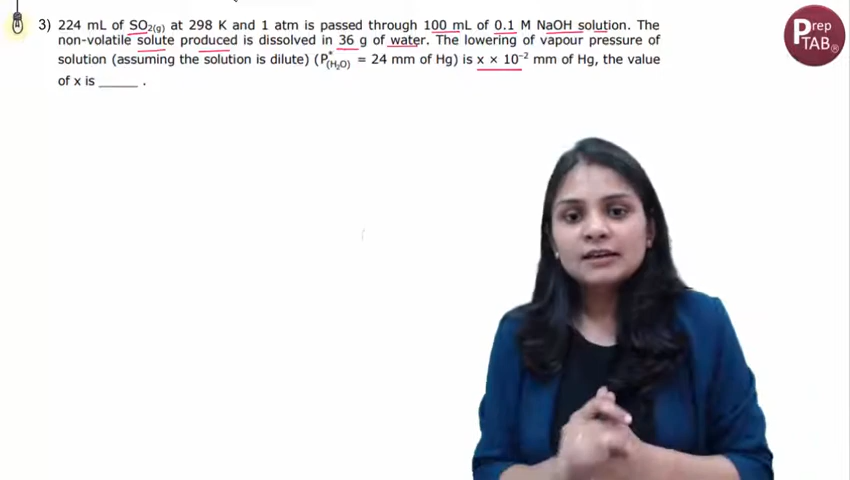 3) 224 mL of SO₂₍g₎ at 298 K and 1 atm is passed through 100 mL of 0.1 M NaOH solution. The
non-volatile solute produced is dissolved in 36 g of water. The lowering of vapour pressure of
solution (assuming the solution is dilute) (P*(H₂O) = 24 mm of Hg) is x × 10⁻² mm of Hg, the value
of x is _____ .
Prep
TAB®